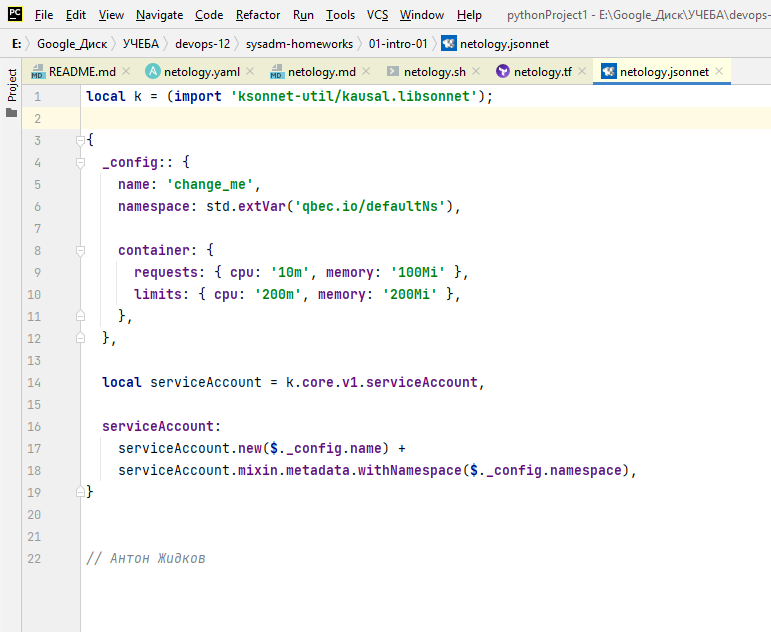 PC File Edit View Navigate Code Refactor Run Tools VCS Window Help pythonProject1 - E:\Google_Диск\УЧЕБА\devops-
E: Google_Диск УЧЕБА devops-12 sysadm-homeworks 01-intro-01 netology.jsonnet
MD README.md A netology.yaml MD netology.md netology.sh netology.tf netology.jsonnet
Project
1 local k = (import 'ksonnet-util/kausal.libsonnet');
2
3 {
4 _config:: {
5 name: 'change_me',
6 namespace: std.extVar('qbec.io/defaultNs'),
7
8 container: {
9 requests: { cpu: '10m', memory: '100Mi' },
10 limits: { cpu: '200m', memory: '200Mi' },
11 },
12 },
13
14 local serviceAccount = k.core.v1.serviceAccount,
15
16 serviceAccount:
17 serviceAccount.new($._config.name) +
18 serviceAccount.mixin.metadata.withNamespace($._config.namespace),
19 }
20
21
22 // Антон Жидков